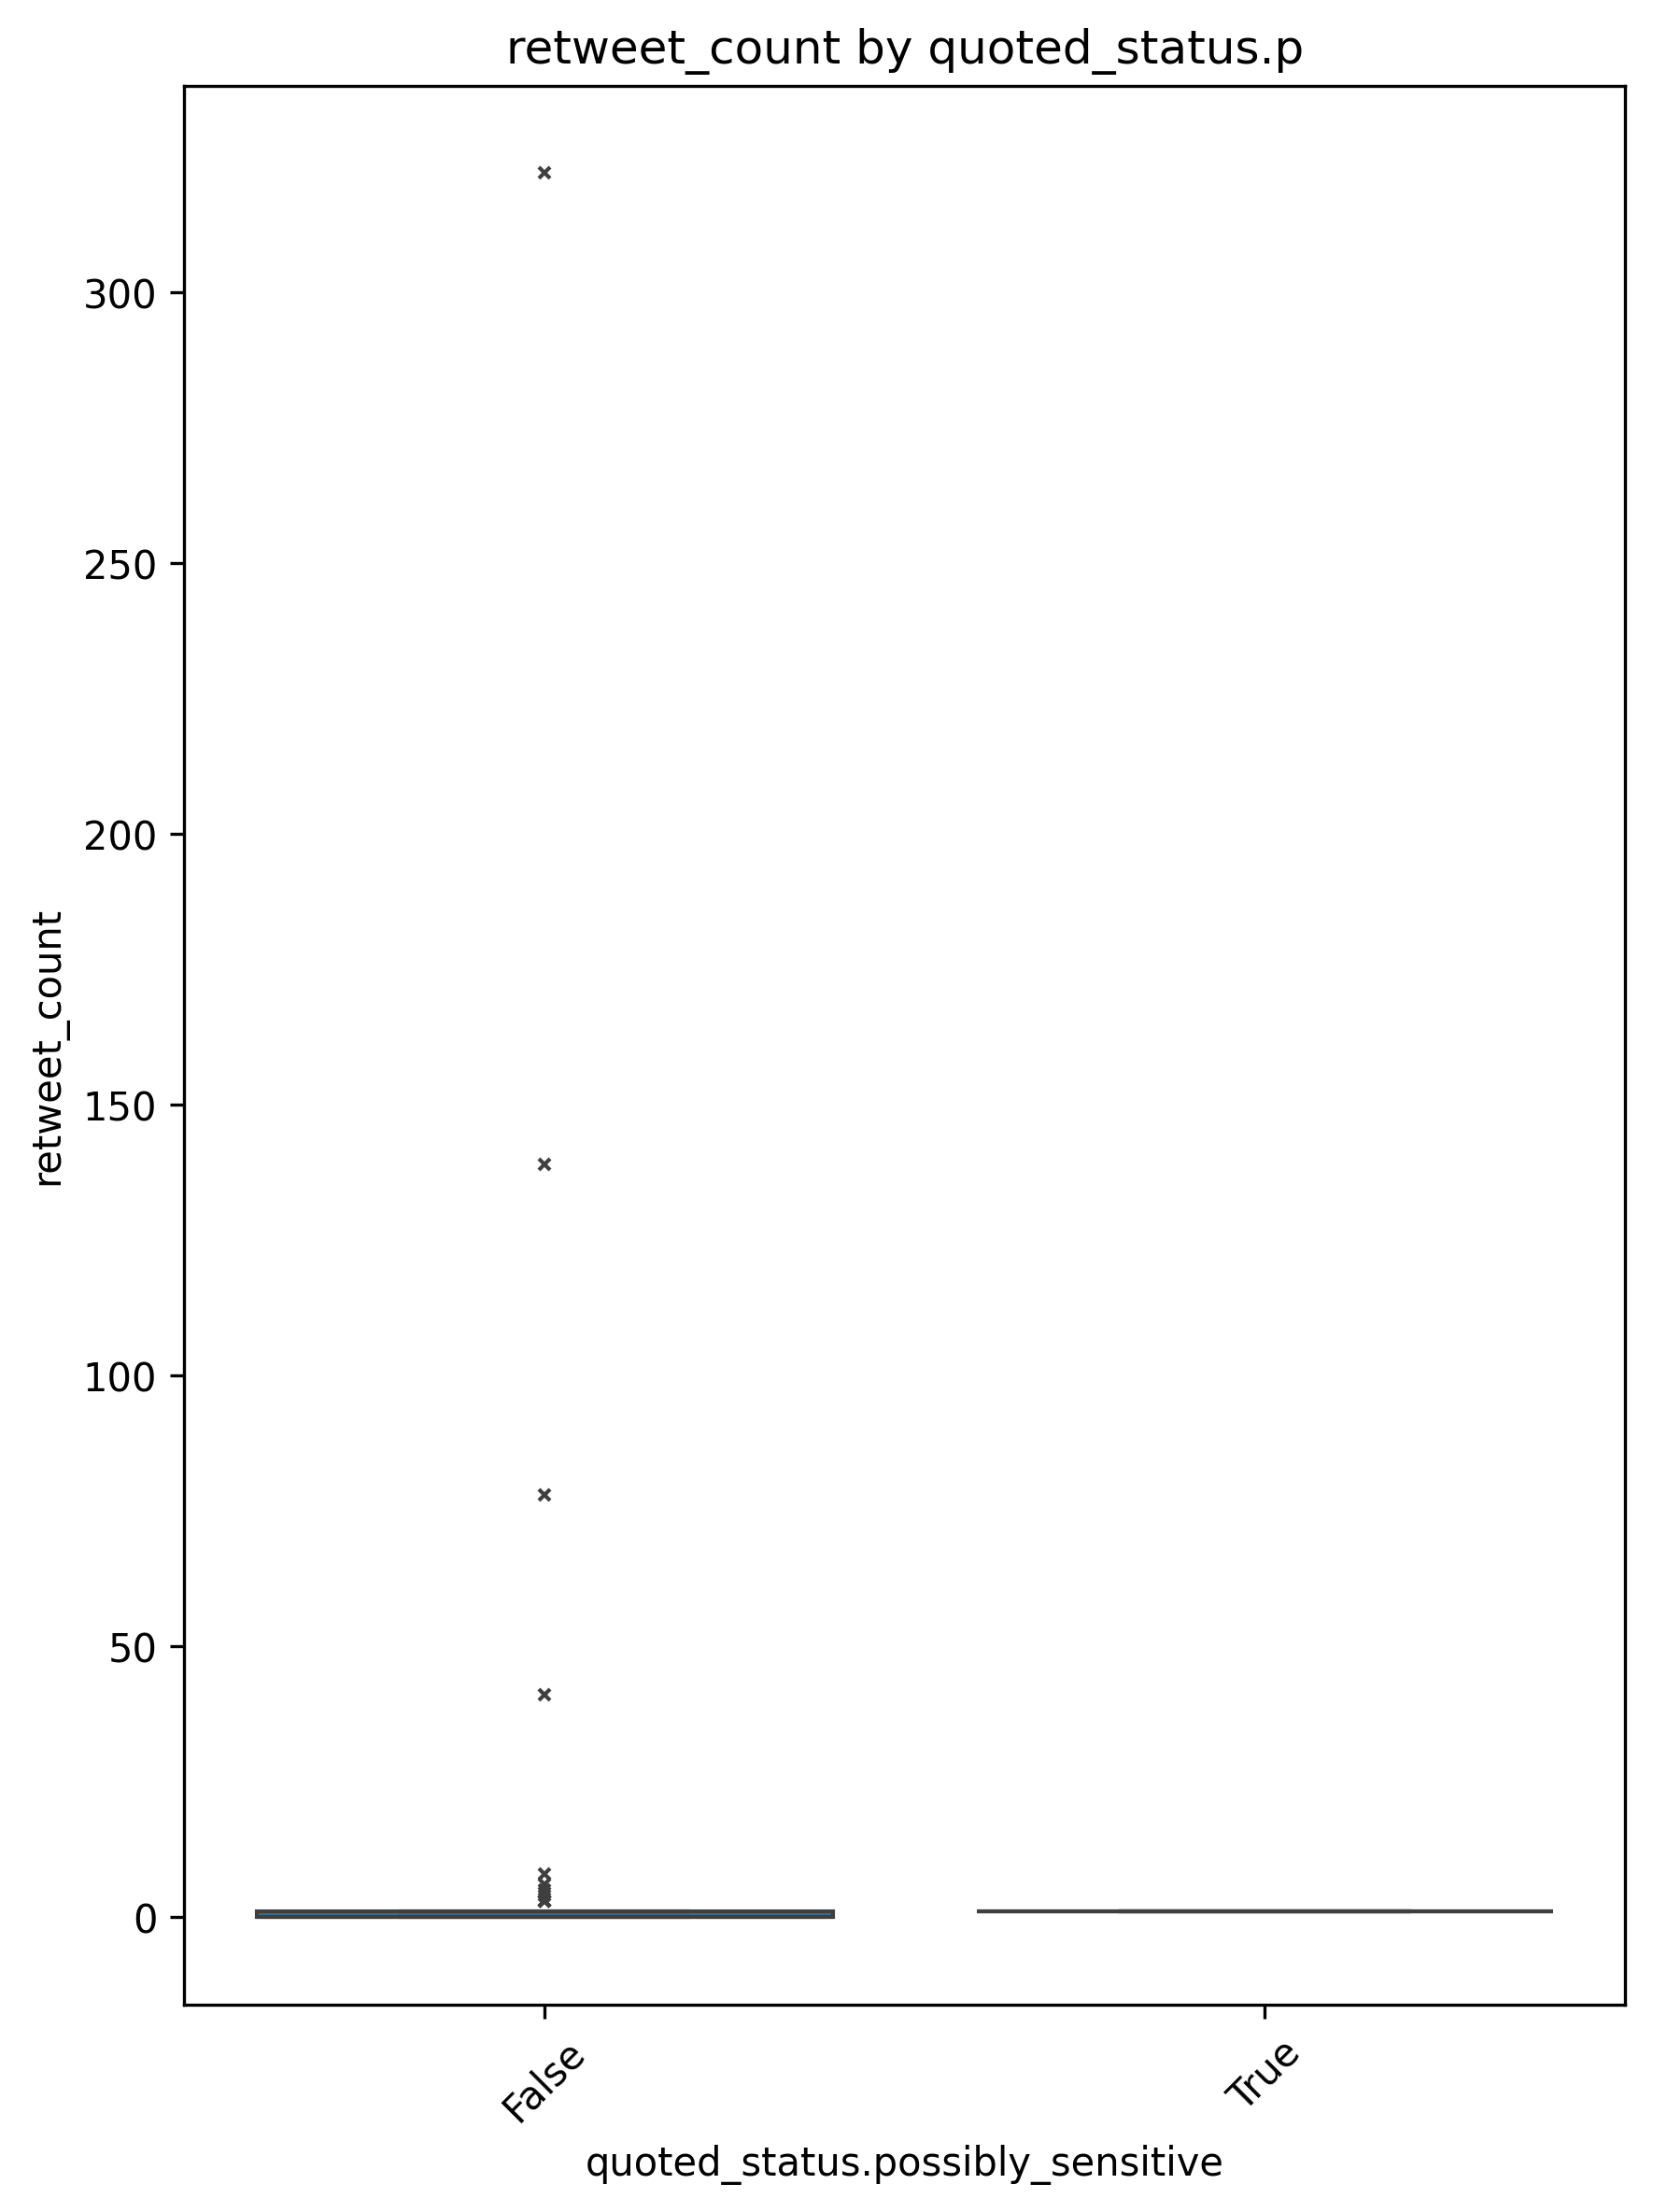 retweet_count by quoted_status.p
300
250
200
150
100
50
0
retweet_count
False
True
quoted_status.possibly_sensitive